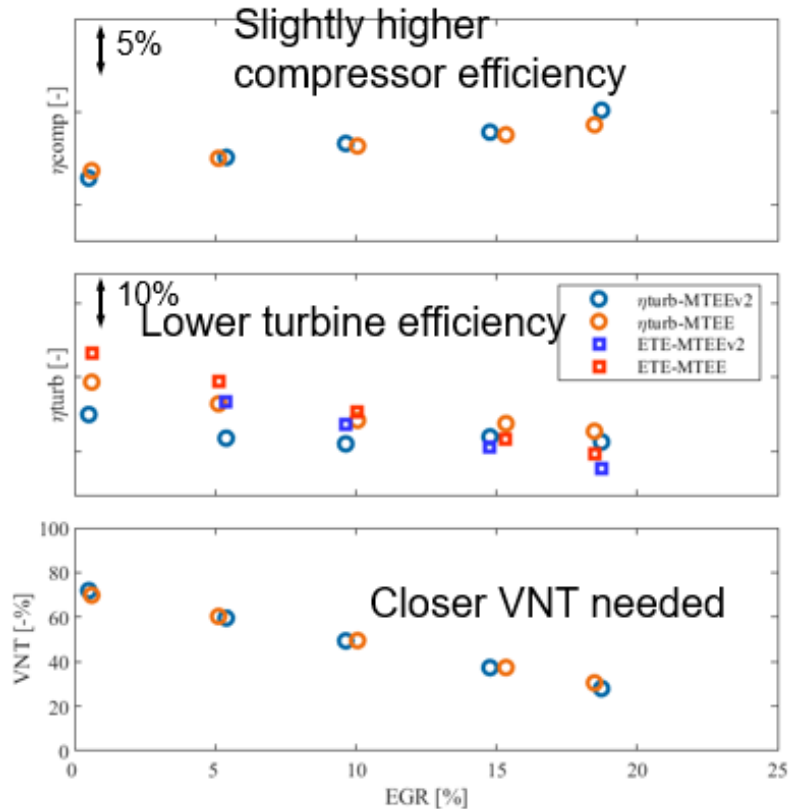 5%
Slightly higher
compressor efficiency
ηcomp [-]
10%
Lower turbine efficiency
ηturb-MTEEv2
ηturb-MTEE
ETE-MTEEv2
ETE-MTEE
ηturb [-]
100
80
60
40
20
0
VNT [-%]
Closer VNT needed
0 5 10 15 20 25
EGR [%]